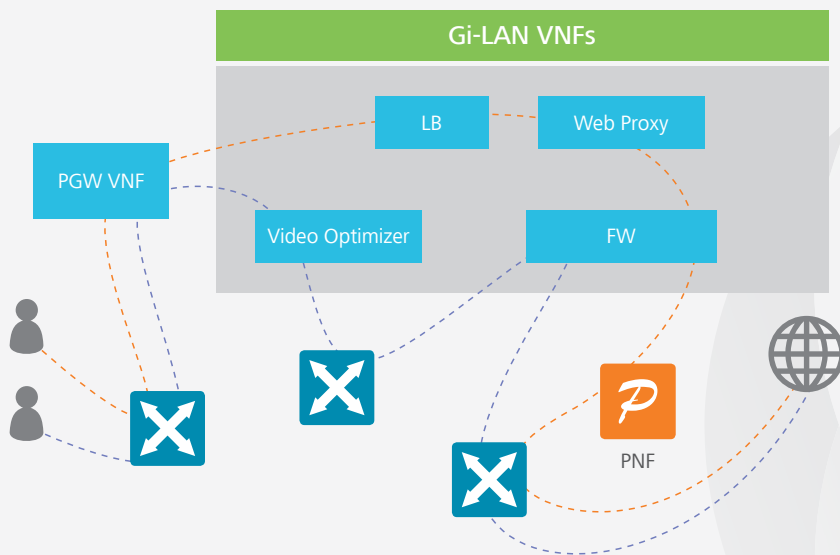 Gi-LAN VNFs
LB
Web Proxy
PGW VNF
Video Optimizer
FW
P
PNF